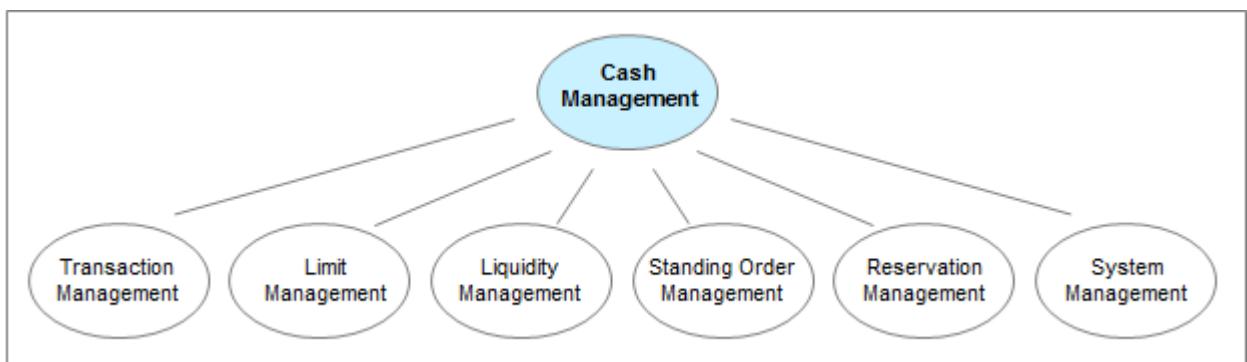 Cash
Management
Transaction
Management
Limit
Management
Liquidity
Management
Standing Order
Management
Reservation
Management
System
Management